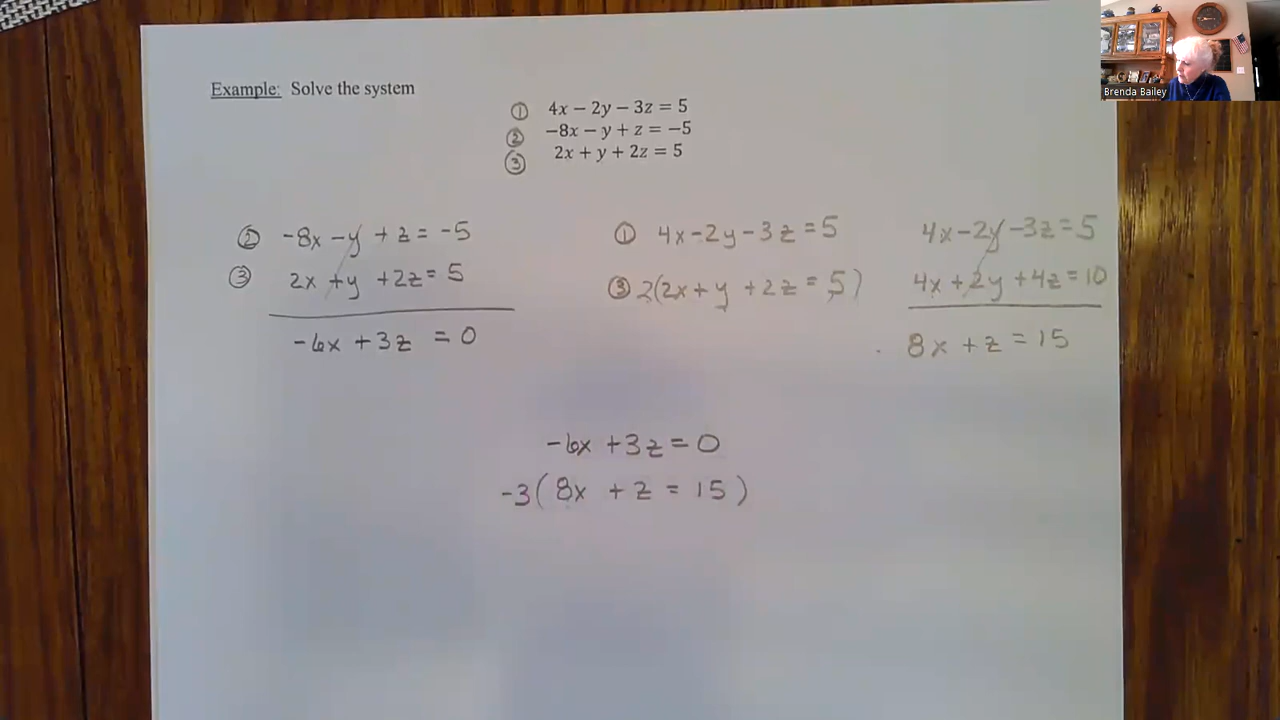 Example: Solve the system
① 4x − 2y − 3z = 5
② −8x − y + z = −5
③ 2x + y + 2z = 5
② -8x - y + z = -5
③ 2x + y + 2z = 5
-6x + 3z = 0
① 4x - 2y - 3z = 5
③ 2(2x + y + 2z = 5)
4x - 2y - 3z = 5
4x + 2y + 4z = 10
8x + z = 15
-6x + 3z = 0
-3(8x + z = 15)
Brenda Bailey